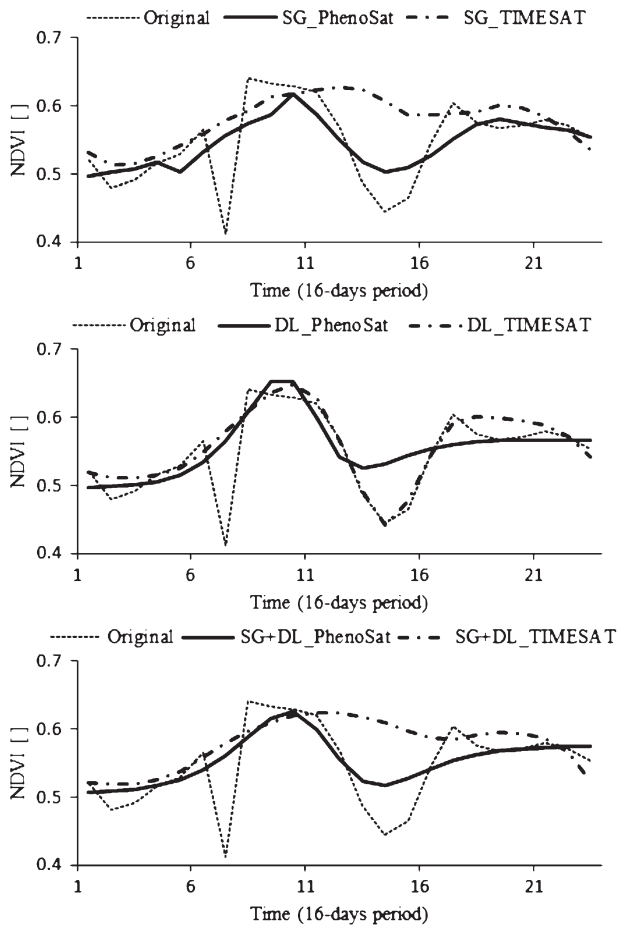 Original SG_PhenoSat SG_TIMESAT
0.7
0.6
0.5
0.4
NDVI [ ]
1 6 11 16 21
Time (16-days period)
Original DL_PhenoSat DL_TIMESAT
0.7
0.6
0.5
0.4
NDVI [ ]
1 6 11 16 21
Time (16-days period)
Original SG+DL_PhenoSat SG+DL_TIMESAT
0.7
0.6
0.5
0.4
NDVI [ ]
1 6 11 16 21
Time (16-days period)